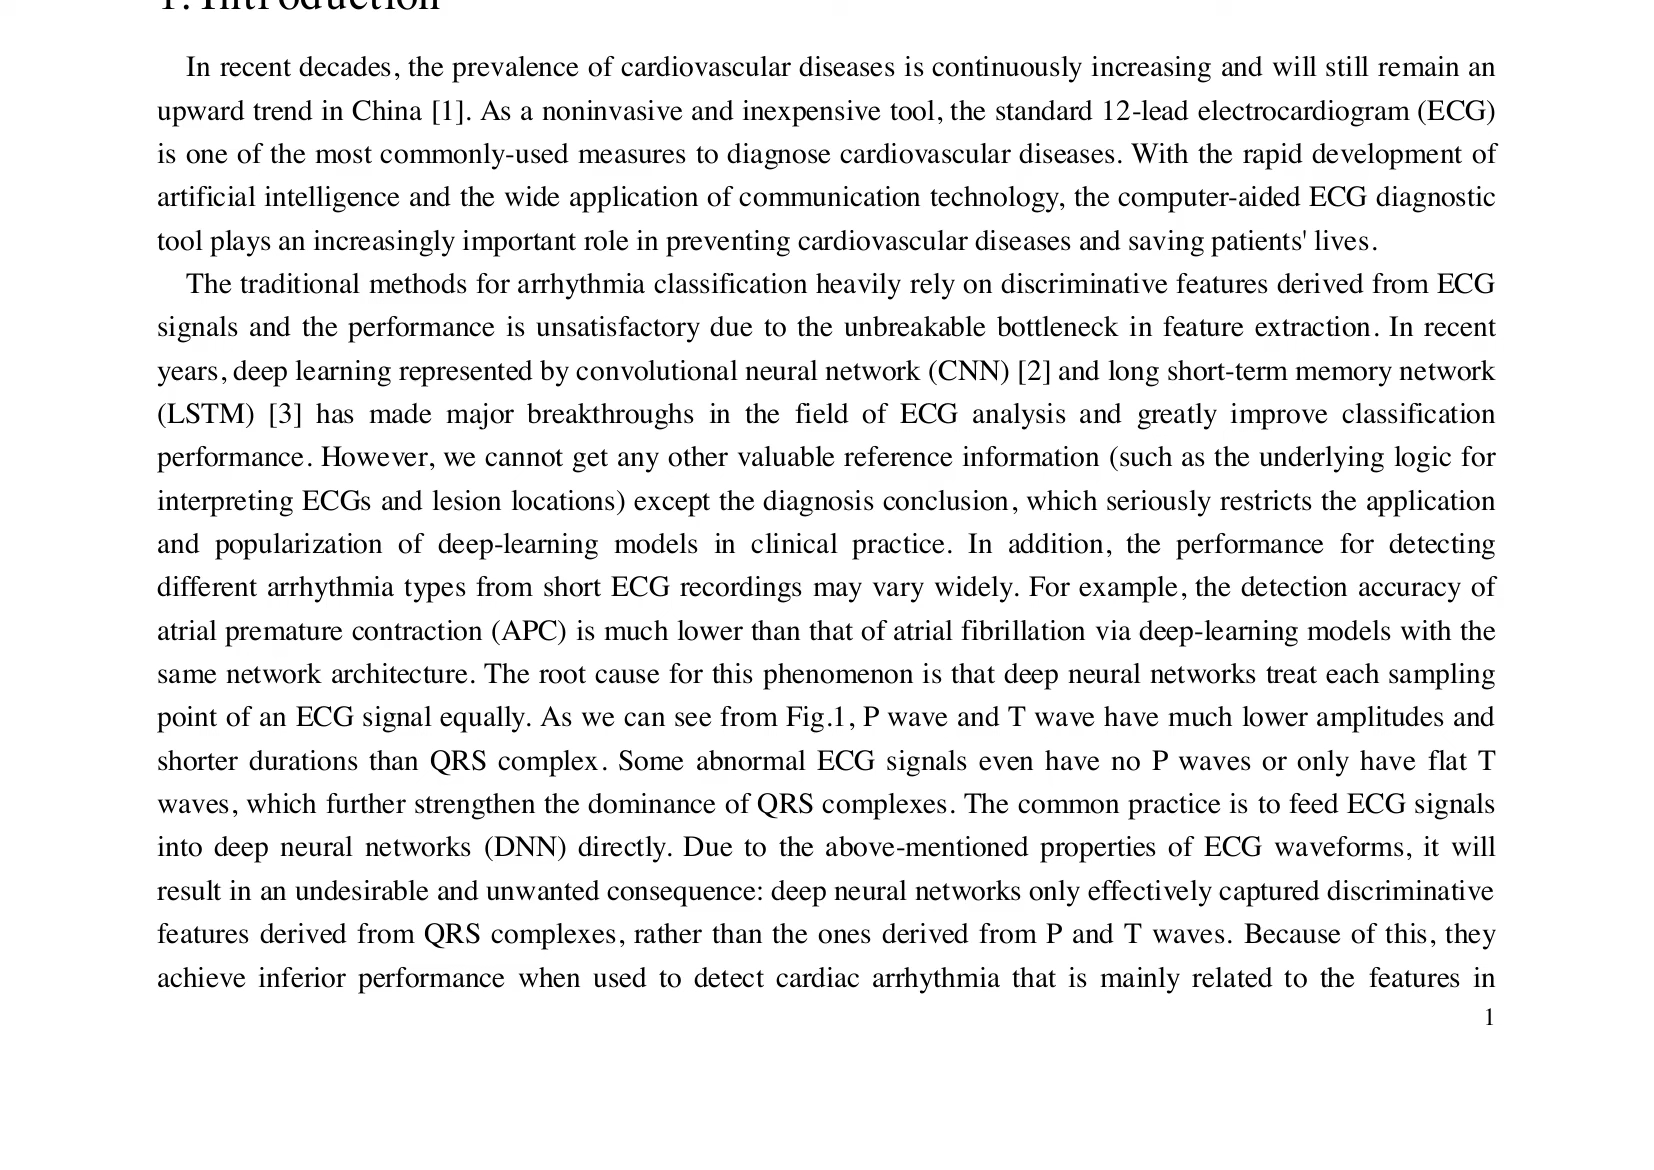 1. Introduction
In recent decades, the prevalence of cardiovascular diseases is continuously increasing and will still remain an
upward trend in China [1]. As a noninvasive and inexpensive tool, the standard 12-lead electrocardiogram (ECG)
is one of the most commonly-used measures to diagnose cardiovascular diseases. With the rapid development of
artificial intelligence and the wide application of communication technology, the computer-aided ECG diagnostic
tool plays an increasingly important role in preventing cardiovascular diseases and saving patients' lives.
The traditional methods for arrhythmia classification heavily rely on discriminative features derived from ECG
signals and the performance is unsatisfactory due to the unbreakable bottleneck in feature extraction. In recent
years, deep learning represented by convolutional neural network (CNN) [2] and long short-term memory network
(LSTM) [3] has made major breakthroughs in the field of ECG analysis and greatly improve classification
performance. However, we cannot get any other valuable reference information (such as the underlying logic for
interpreting ECGs and lesion locations) except the diagnosis conclusion, which seriously restricts the application
and popularization of deep-learning models in clinical practice. In addition, the performance for detecting
different arrhythmia types from short ECG recordings may vary widely. For example, the detection accuracy of
atrial premature contraction (APC) is much lower than that of atrial fibrillation via deep-learning models with the
same network architecture. The root cause for this phenomenon is that deep neural networks treat each sampling
point of an ECG signal equally. As we can see from Fig.1, P wave and T wave have much lower amplitudes and
shorter durations than QRS complex. Some abnormal ECG signals even have no P waves or only have flat T
waves, which further strengthen the dominance of QRS complexes. The common practice is to feed ECG signals
into deep neural networks (DNN) directly. Due to the above-mentioned properties of ECG waveforms, it will
result in an undesirable and unwanted consequence: deep neural networks only effectively captured discriminative
features derived from QRS complexes, rather than the ones derived from P and T waves. Because of this, they
achieve inferior performance when used to detect cardiac arrhythmia that is mainly related to the features in
1